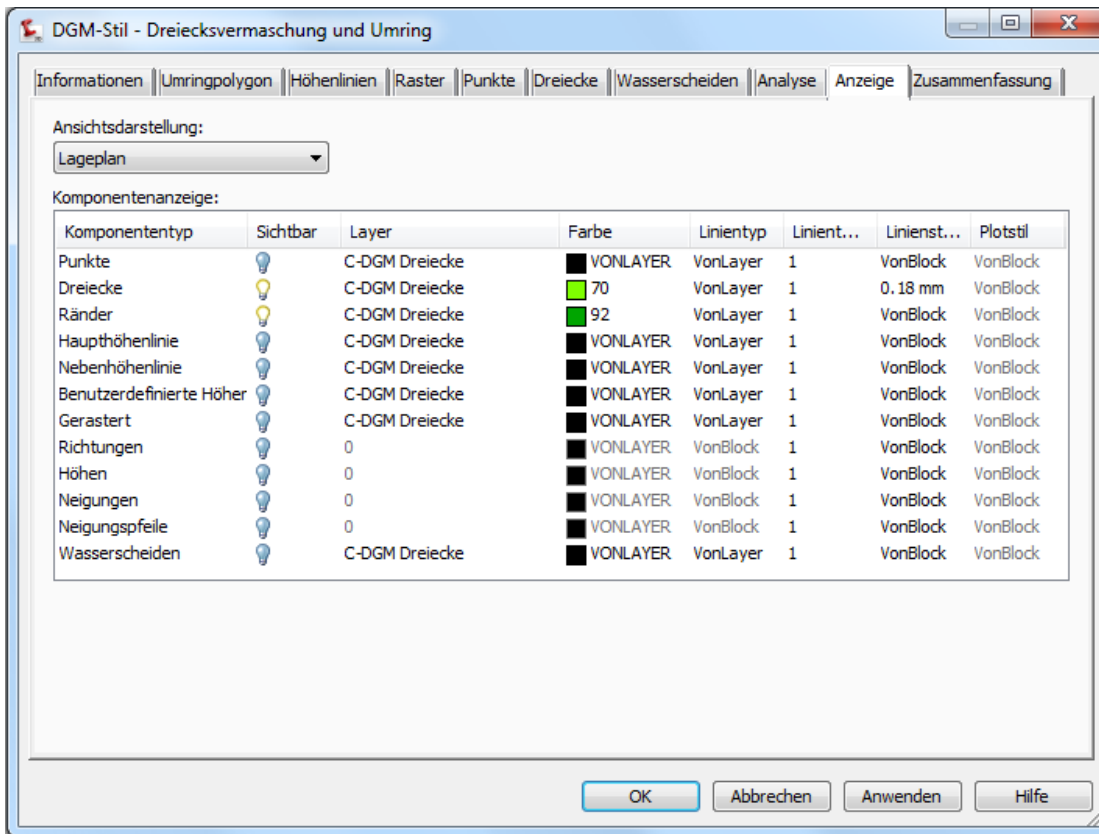 DGM-Stil - Dreiecksvermaschung und Umring
Informationen Umringpolygon Höhenlinien Raster Punkte Dreiecke Wasserscheiden Analyse Anzeige Zusammenfassung
Ansichtsdarstellung:
Lageplan
Komponentenanzeige:
Komponententyp Sichtbar Layer Farbe Linientyp Linient... Linienst... Plotstil
Punkte C-DGM Dreiecke VONLAYER VonLayer 1 VonBlock VonBlock
Dreiecke C-DGM Dreiecke 70 VonLayer 1 0.18 mm VonBlock
Ränder C-DGM Dreiecke 92 VonLayer 1 VonBlock VonBlock
Haupthöhenlinie C-DGM Dreiecke VONLAYER VonLayer 1 VonBlock VonBlock
Nebenhöhenlinie C-DGM Dreiecke VONLAYER VonLayer 1 VonBlock VonBlock
Benutzerdefinierte Höher C-DGM Dreiecke VONLAYER VonLayer 1 VonBlock VonBlock
Gerastert C-DGM Dreiecke VONLAYER VonLayer 1 VonBlock VonBlock
Richtungen 0 VONLAYER VonBlock 1 VonBlock VonBlock
Höhen 0 VONLAYER VonBlock 1 VonBlock VonBlock
Neigungen 0 VONLAYER VonBlock 1 VonBlock VonBlock
Neigungspfeile 0 VONLAYER VonBlock 1 VonBlock VonBlock
Wasserscheiden C-DGM Dreiecke VONLAYER VonLayer 1 VonBlock VonBlock
OK Abbrechen Anwenden Hilfe